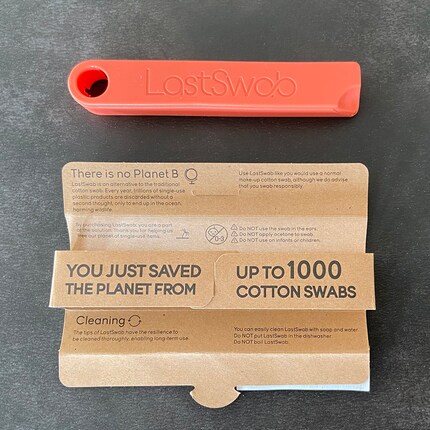 LastSwab
There is no Planet B
LastSwab is an alternative to the traditional
cotton swab. Every year, trillions of single-use
plastic products are discarded without a
second thought, only to end up in the ocean,
harming wildlife.
Use LastSwab like you would use a normal
make-up cotton swab, although we do advise
that you swab responsibly.
By purchasing LastSwab, you are a part
of the solution. Thank you for helping us
rid our planet of single-use items.
0-3
Do NOT use the swab in the ears.
Do NOT apply acetone to swab.
Do NOT use on infants or children.
YOU JUST SAVED
THE PLANET FROM
UP TO 1000
COTTON SWABS
Cleaning
The tips of LastSwab have the resilience to
be cleaned thoroughly, enabling long-term use.
You can easily clean LastSwab with soap and water.
Do NOT put LastSwab in the dishwasher.
Do NOT boil LastSwab.